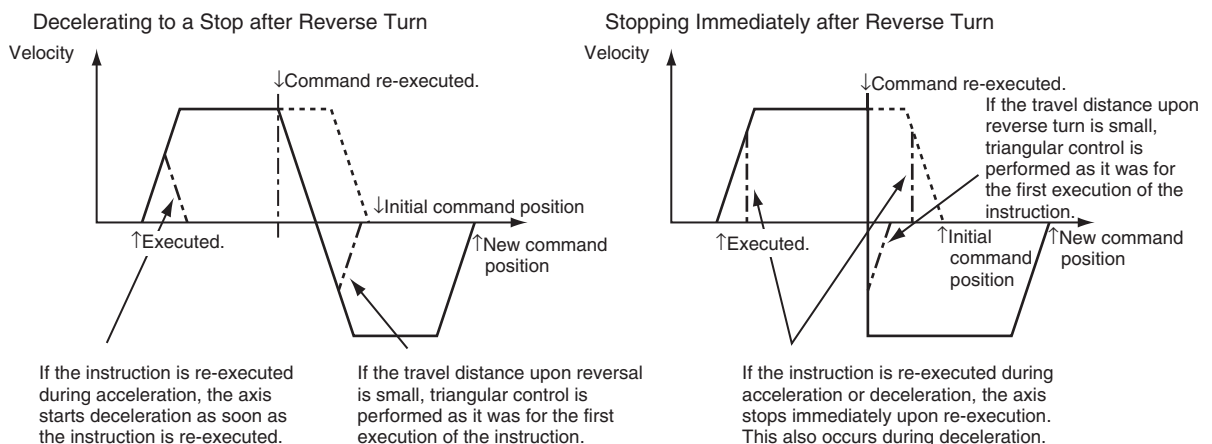 Decelerating to a Stop after Reverse Turn
Velocity
↓Command re-executed.
↓Initial command position
↑Executed.
↑New command
position
If the instruction is re-executed
during acceleration, the axis
starts deceleration as soon as
the instruction is re-executed.
If the travel distance upon reversal
is small, triangular control is
performed as it was for the first
execution of the instruction.
Stopping Immediately after Reverse Turn
Velocity
↓Command re-executed.
If the travel distance upon
reverse turn is small,
triangular control is
performed as it was for
the first execution of the
instruction.
↑Executed.
↑Initial
command
position
↑New command
position
If the instruction is re-executed during
acceleration or deceleration, the axis
stops immediately upon re-execution.
This also occurs during deceleration.